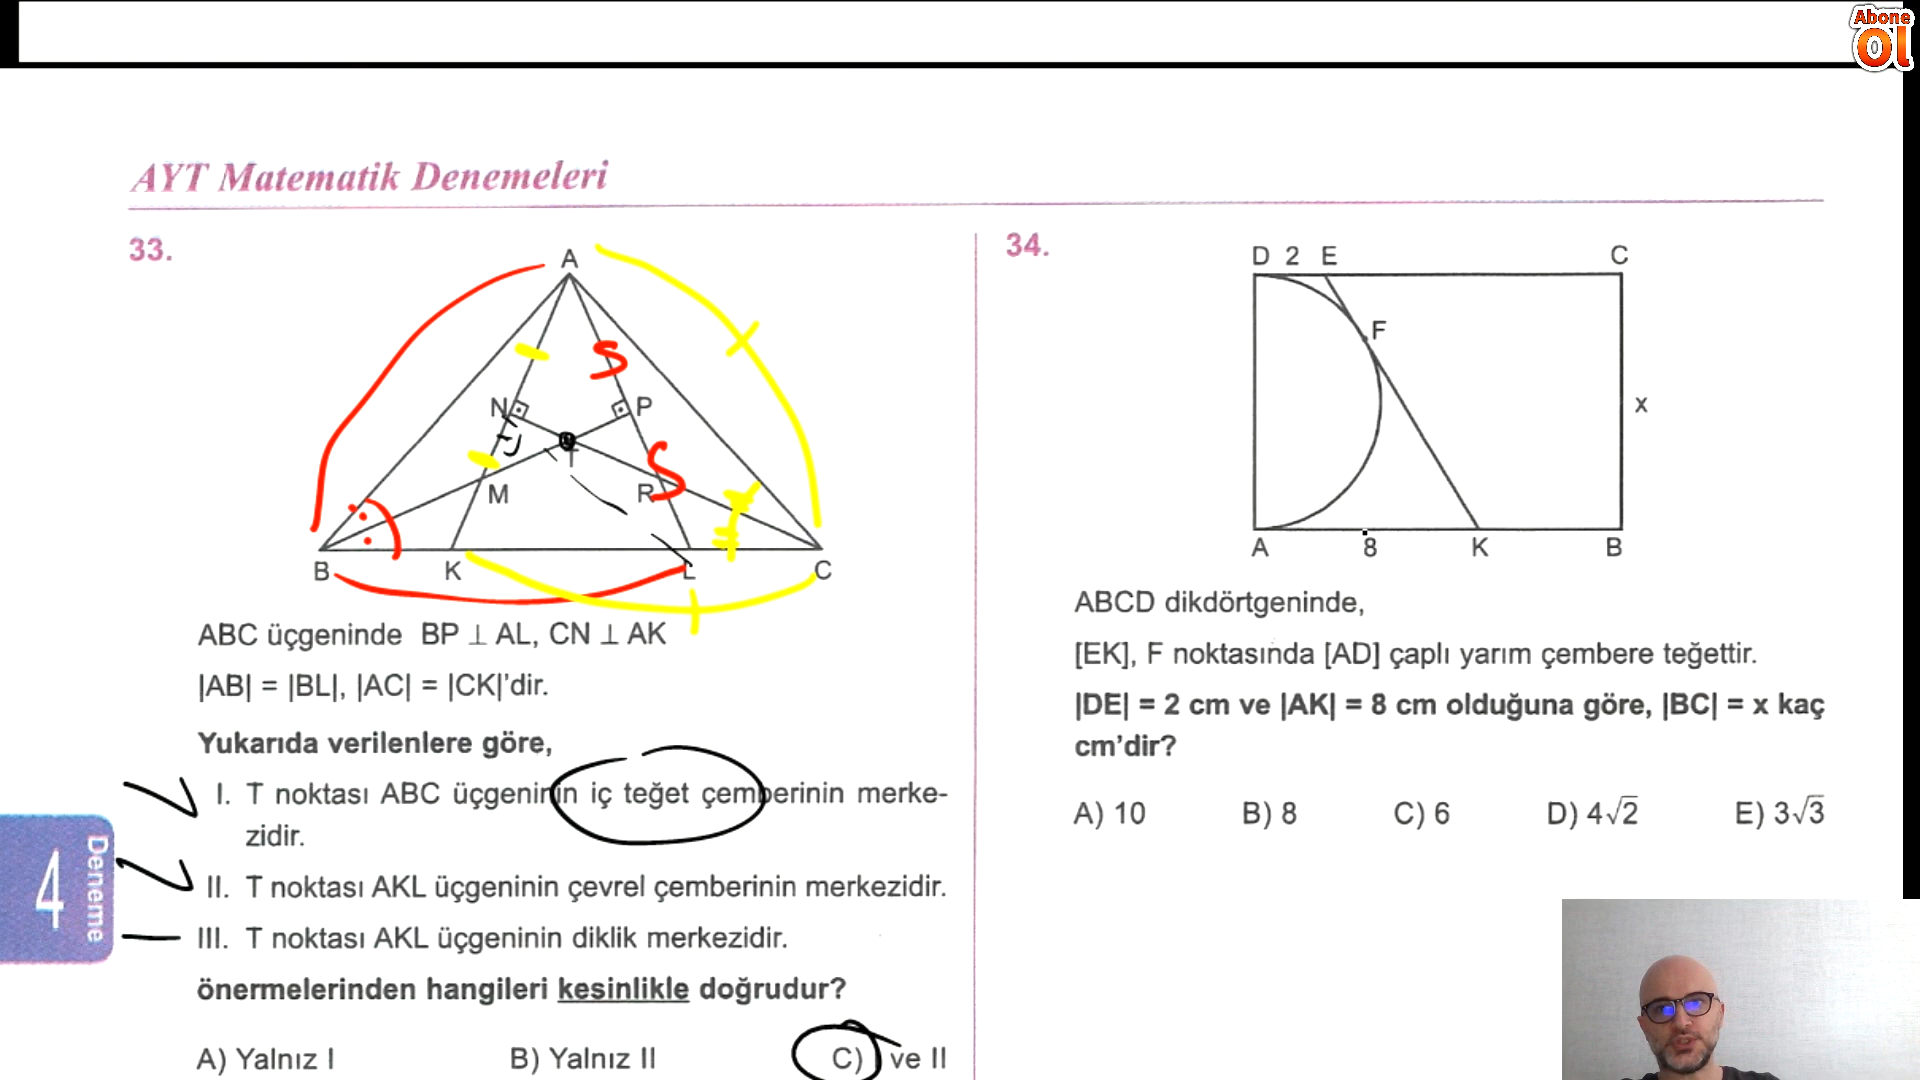 Abone
Ol
AYT Matematik Denemeleri
33.
A
N
P
T
M
R
B
K
L
C
ABC üçgeninde BP ⊥ AL, CN ⊥ AK
|AB| = |BL|, |AC| = |CK|'dir.
Yukarıda verilenlere göre,
I. T noktası ABC üçgeninin iç teğet çemberinin merke-
zidir.
II. T noktası AKL üçgeninin çevrel çemberinin merkezidir.
III. T noktası AKL üçgeninin diklik merkezidir.
önermelerinden hangileri kesinlikle doğrudur?
A) Yalnız I
B) Yalnız II
C) I ve II
4
Deneme
34.
D 2 E
C
F
x
A
8
K
B
ABCD dikdörtgeninde,
[EK], F noktasında [AD] çaplı yarım çembere teğettir.
|DE| = 2 cm ve |AK| = 8 cm olduğuna göre, |BC| = x kaç
cm'dir?
A) 10
B) 8
C) 6
D) 4√2
E) 3√3